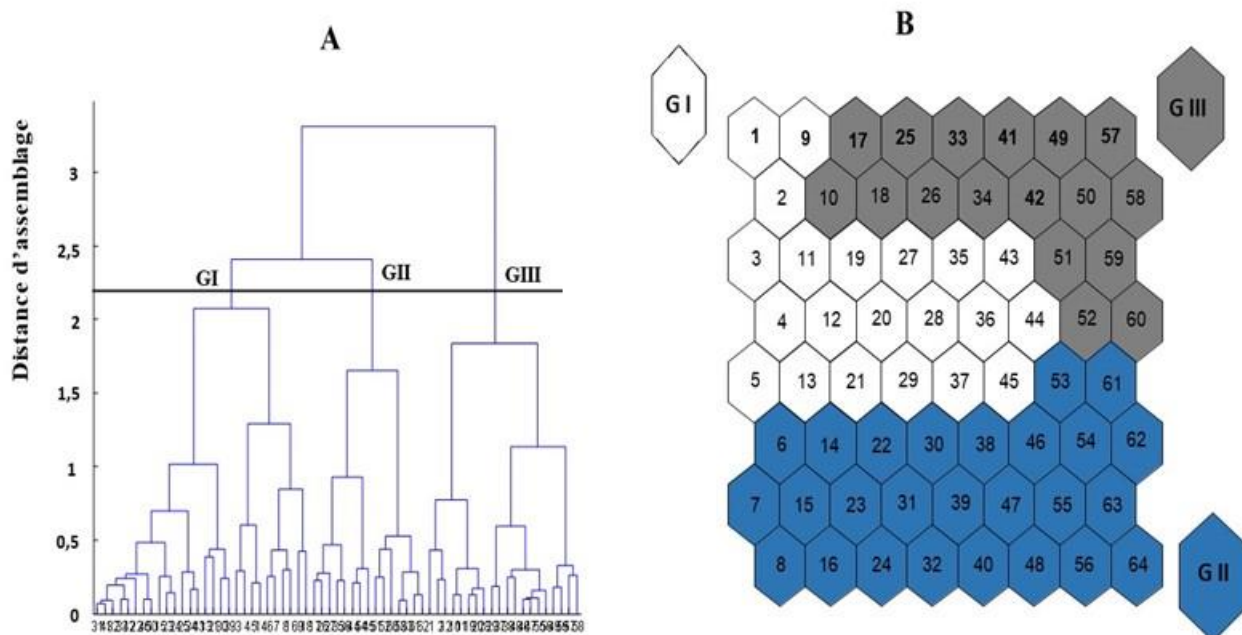 A
Distance d'assemblage
3
2,5
2
1,5
1
0,5
0
GI
GII
GIII
B
G I
G III
G II
1 9 17 25 33 41 49 57
2 10 18 26 34 42 50 58
3 11 19 27 35 43 51 59
4 12 20 28 36 44 52 60
5 13 21 29 37 45 53 61
6 14 22 30 38 46 54 62
7 15 23 31 39 47 55 63
8 16 24 32 40 48 56 64